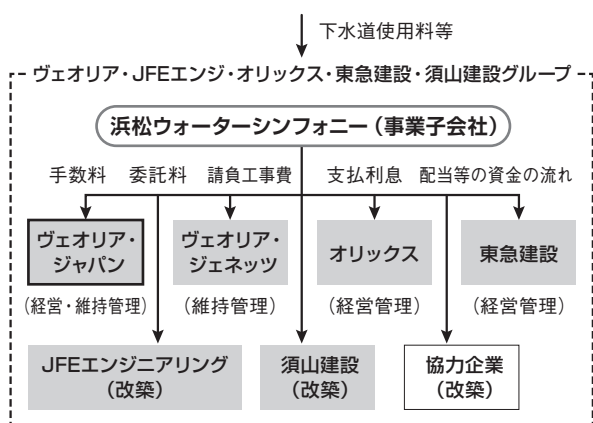 下水道使用料等
ヴェオリア・JFEエンジ・オリックス・東急建設・須山建設グループ
浜松ウォーターシンフォニー（事業子会社）
手数料 委託料 請負工事費 支払利息 配当等の資金の流れ
ヴェオリア・
ジャパン
ヴェオリア・
ジェネッツ
オリックス
東急建設
（経営・維持管理）
（維持管理）
（経営管理）
（経営管理）
JFEエンジニアリング
（改築）
須山建設
（改築）
協力企業
（改築）